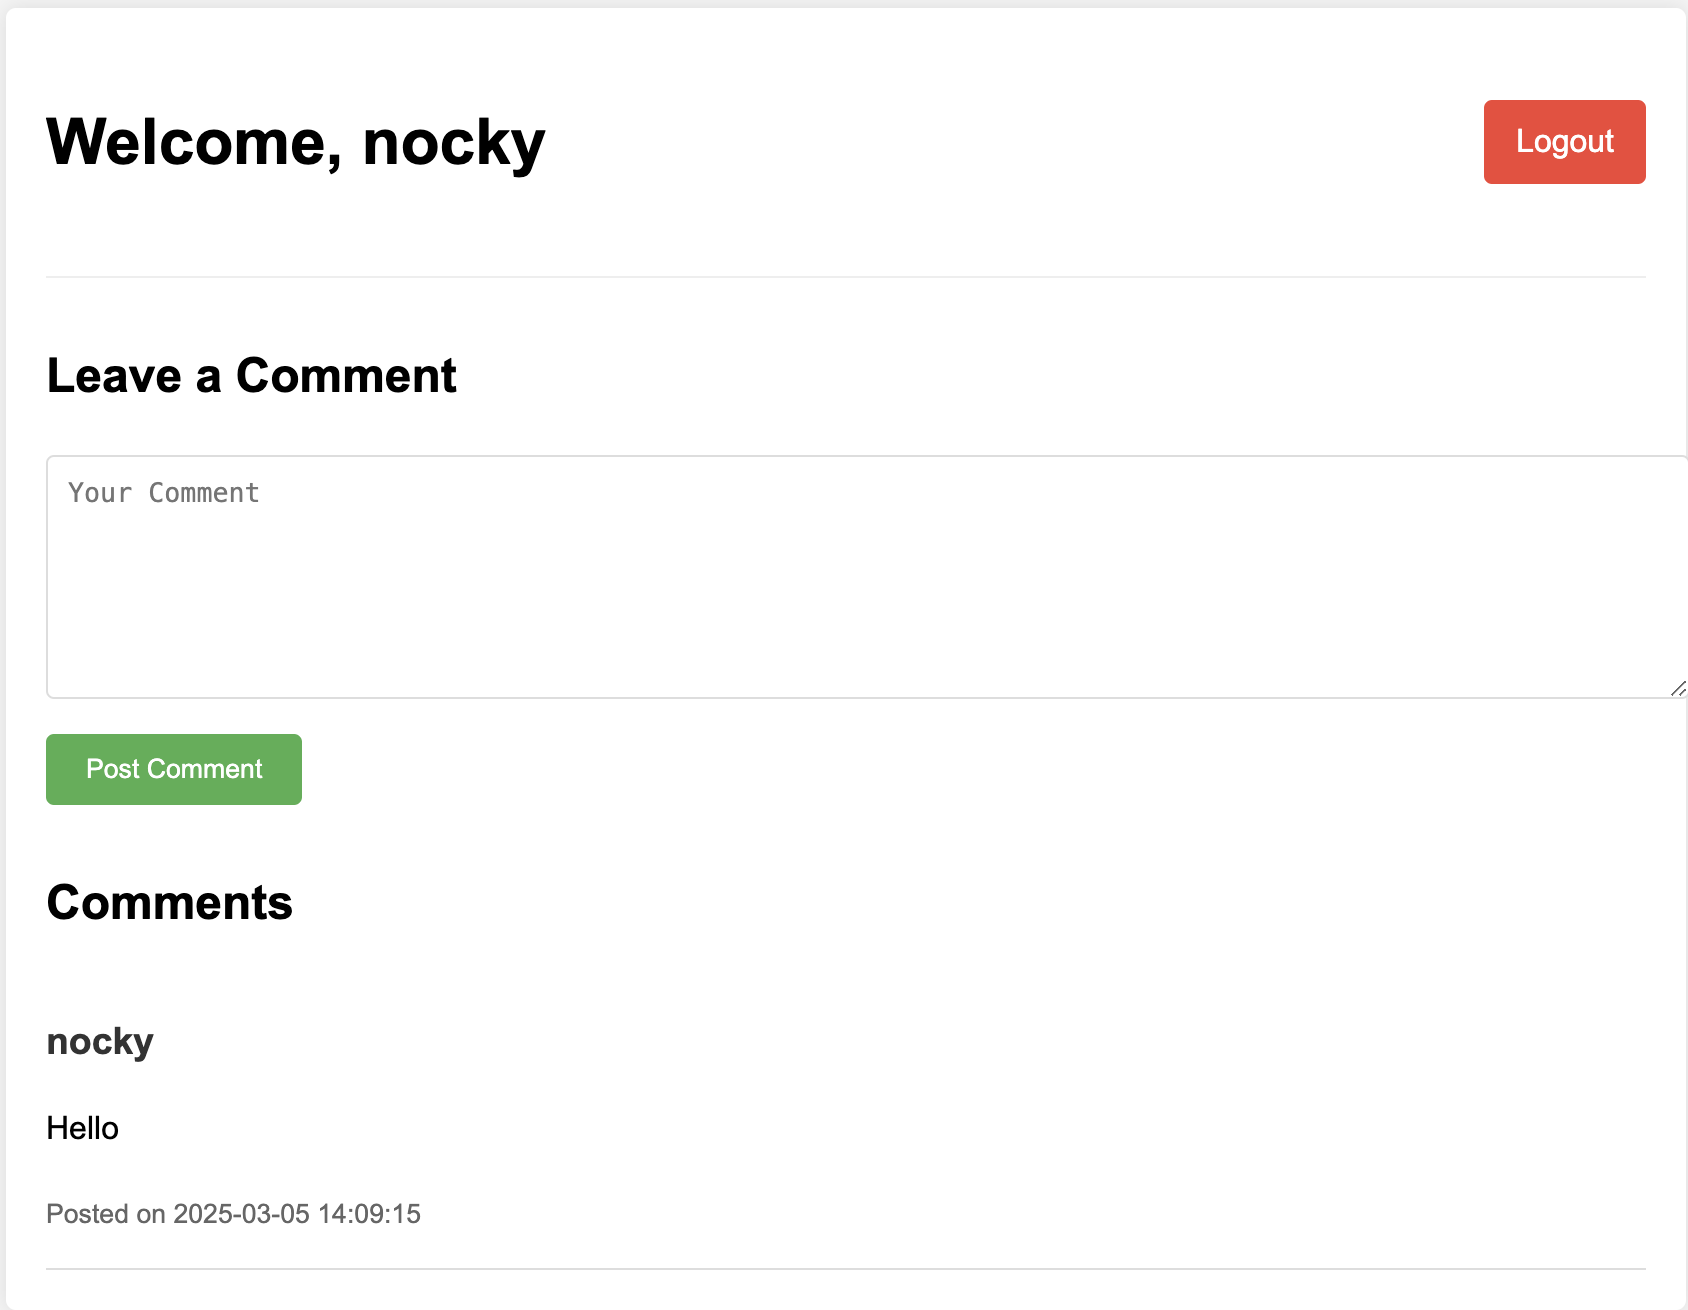 Welcome, nocky
Logout
Leave a Comment
Your Comment
Post Comment
Comments
nocky
Hello
Posted on 2025-03-05 14:09:15